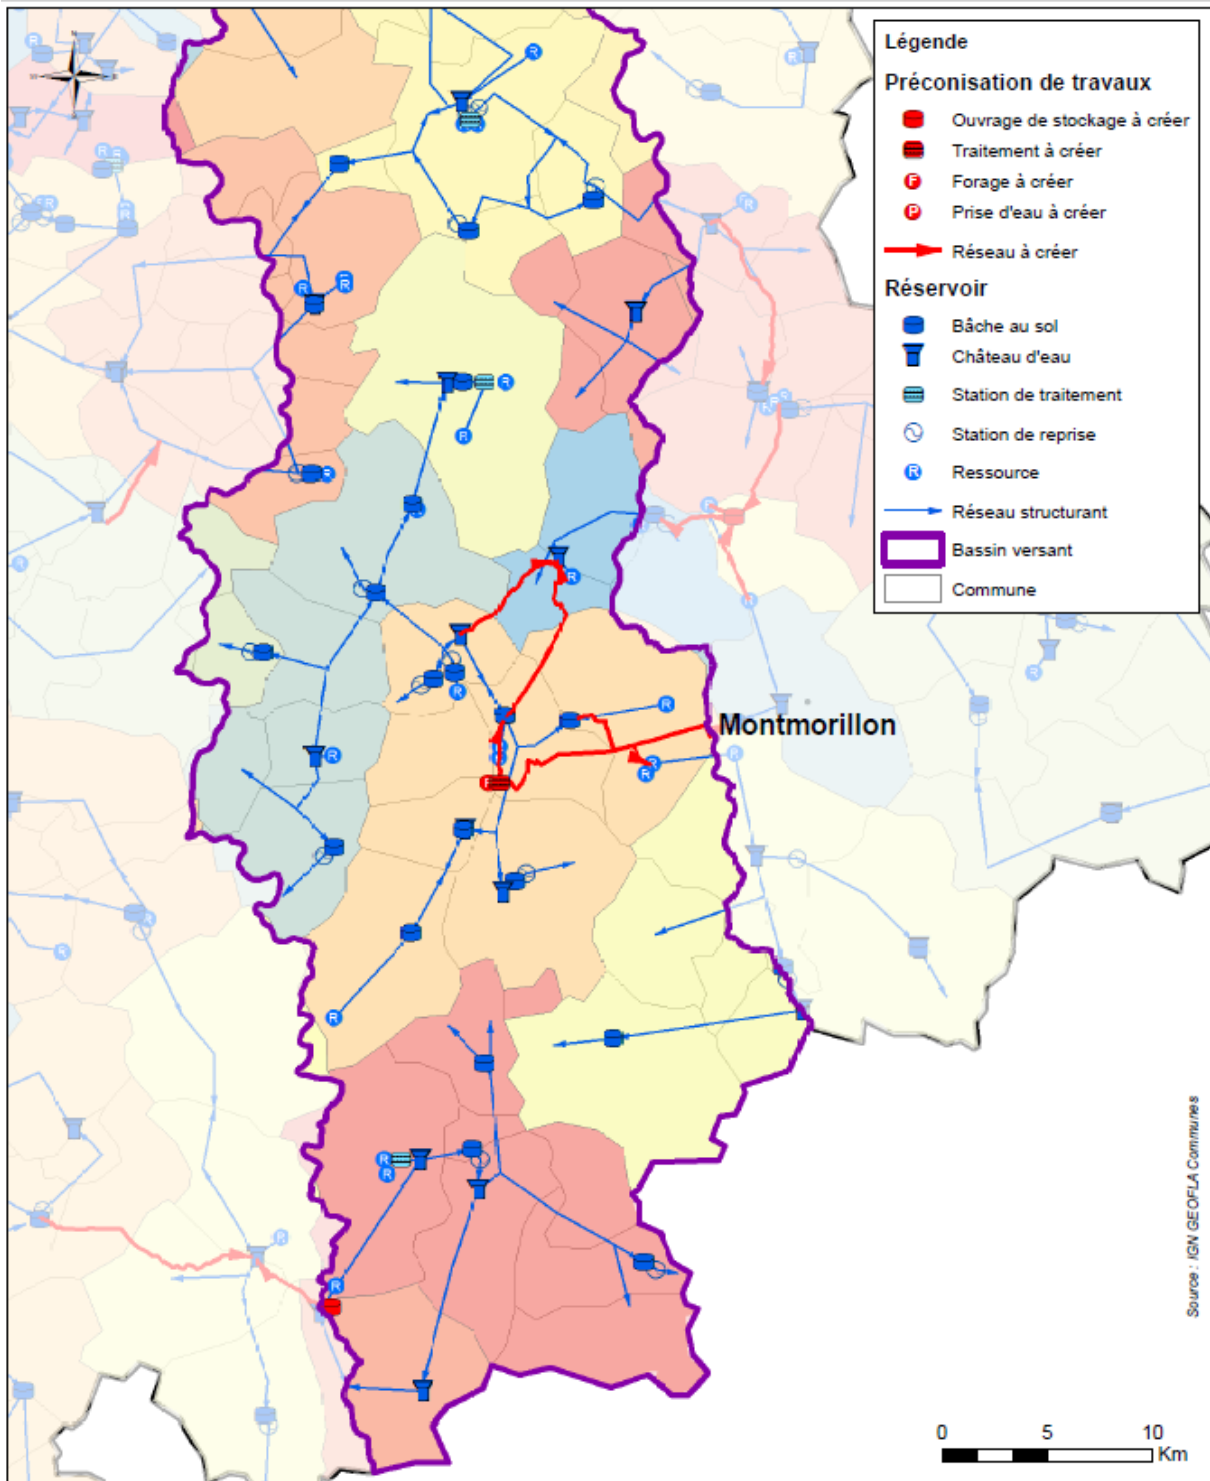 Légende
Préconisation de travaux
Ouvrage de stockage à créer
Traitement à créer
F Forage à créer
P Prise d'eau à créer
Réseau à créer
Réservoir
Bâche au sol
Château d'eau
Station de traitement
Station de reprise
R Ressource
Réseau structurant
Bassin versant
Commune
Montmorillon
Source : IGN GEOFLA Communes
0 5 10
Km